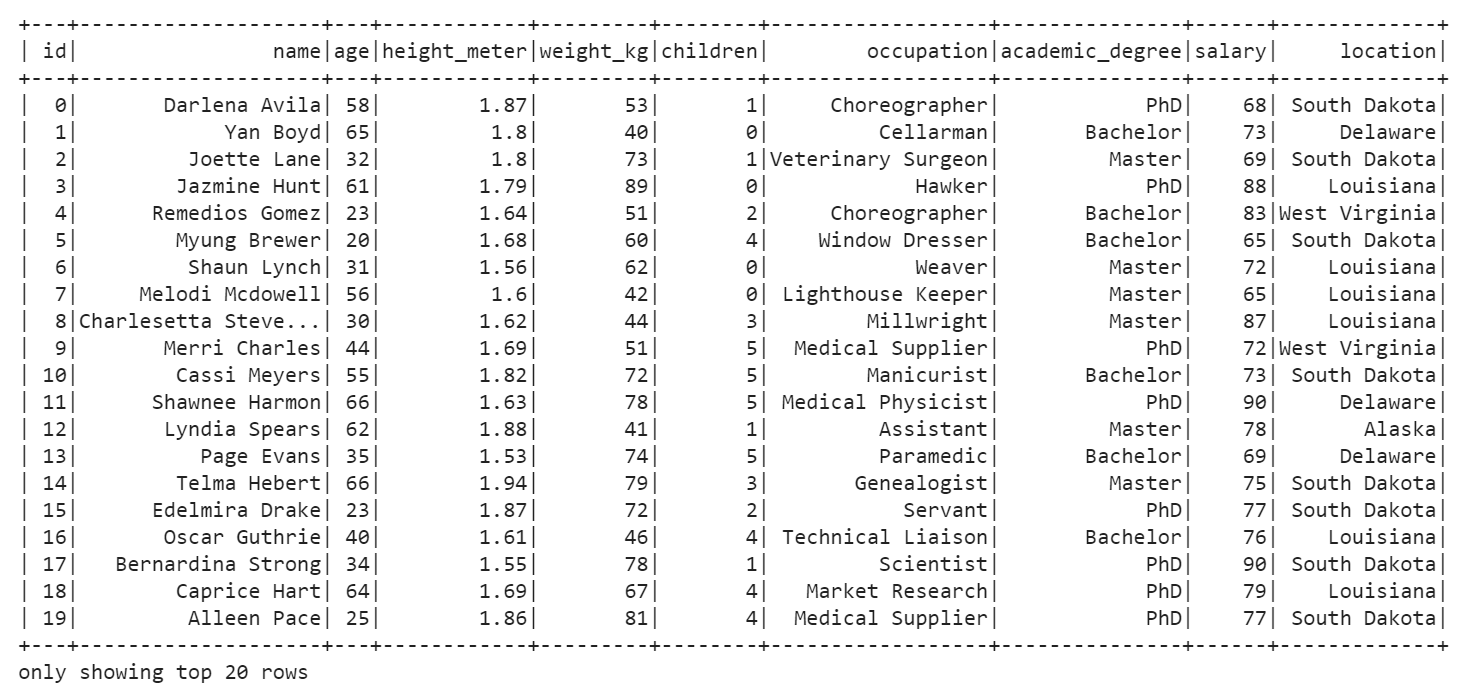 +---+--------------------+---+------------+---------+--------+------------------+---------------+------+-------------+
| id|                name|age|height_meter|weight_kg|children|        occupation|academic_degree|salary|     location|
+---+--------------------+---+------------+---------+--------+------------------+---------------+------+-------------+
|  0|       Darlena Avila| 58|        1.87|       53|       1|     Choreographer|            PhD|    68| South Dakota|
|  1|            Yan Boyd| 65|         1.8|       40|       0|         Cellarman|       Bachelor|    73|     Delaware|
|  2|         Joette Lane| 32|         1.8|       73|       1|Veterinary Surgeon|         Master|    69| South Dakota|
|  3|        Jazmine Hunt| 61|        1.79|       89|       0|            Hawker|            PhD|    88|    Louisiana|
|  4|      Remedios Gomez| 23|        1.64|       51|       2|     Choreographer|       Bachelor|    83|West Virginia|
|  5|        Myung Brewer| 20|        1.68|       60|       4|    Window Dresser|       Bachelor|    65| South Dakota|
|  6|         Shaun Lynch| 31|        1.56|       62|       0|            Weaver|         Master|    72|    Louisiana|
|  7|     Melodi Mcdowell| 56|         1.6|       42|       0| Lighthouse Keeper|         Master|    65|    Louisiana|
|  8|Charlesetta Steve...| 30|        1.62|       44|       3|        Millwright|         Master|    87|    Louisiana|
|  9|       Merri Charles| 44|        1.69|       51|       5|  Medical Supplier|            PhD|    72|West Virginia|
| 10|        Cassi Meyers| 55|        1.82|       72|       5|        Manicurist|       Bachelor|    73| South Dakota|
| 11|      Shawnee Harmon| 66|        1.63|       78|       5| Medical Physicist|            PhD|    90|     Delaware|
| 12|       Lyndia Spears| 62|        1.88|       41|       1|         Assistant|         Master|    78|       Alaska|
| 13|          Page Evans| 35|        1.53|       74|       5|         Paramedic|       Bachelor|    69|     Delaware|
| 14|        Telma Hebert| 66|        1.94|       79|       3|       Genealogist|         Master|    75| South Dakota|
| 15|      Edelmira Drake| 23|        1.87|       72|       2|           Servant|            PhD|    77| South Dakota|
| 16|       Oscar Guthrie| 40|        1.61|       46|       4| Technical Liaison|       Bachelor|    76|    Louisiana|
| 17|   Bernardina Strong| 34|        1.55|       78|       1|         Scientist|            PhD|    90| South Dakota|
| 18|        Caprice Hart| 64|        1.69|       67|       4|   Market Research|            PhD|    79|    Louisiana|
| 19|         Alleen Pace| 25|        1.86|       81|       4|  Medical Supplier|            PhD|    77| South Dakota|
+---+--------------------+---+------------+---------+--------+------------------+---------------+------+-------------+
only showing top 20 rows